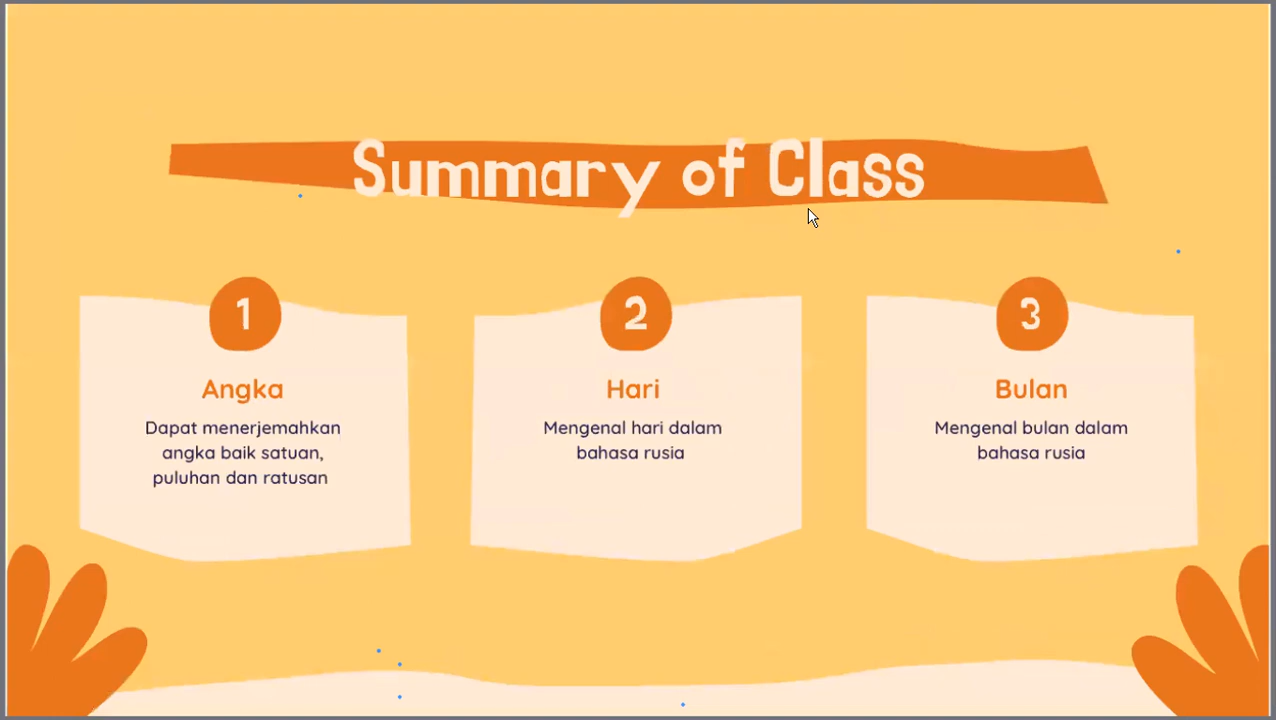 Summary of Class
1
Angka
Dapat menerjemahkan
angka baik satuan,
puluhan dan ratusan
2
Hari
Mengenal hari dalam
bahasa rusia
3
Bulan
Mengenal bulan dalam
bahasa rusia